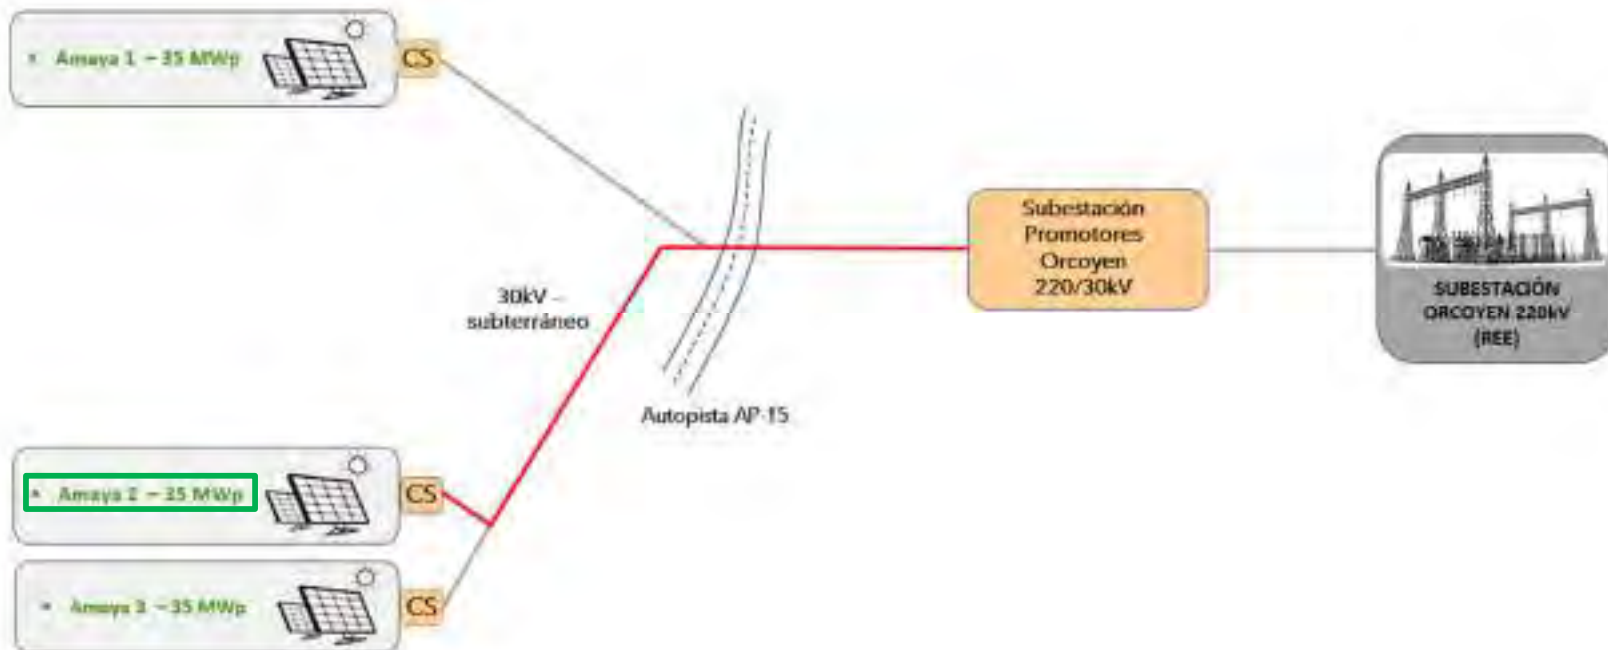 Amaya 1 - 35 MWp
CS
Subestación
Promotores
Orcoyen
220/30kV
SUBESTACIÓN
ORCOYEN 220kV
(REE)
30kV -
subterráneo
Autopista AP-15
Amaya 2 - 35 MWp
CS
Amaya 3 - 35 MWp
CS